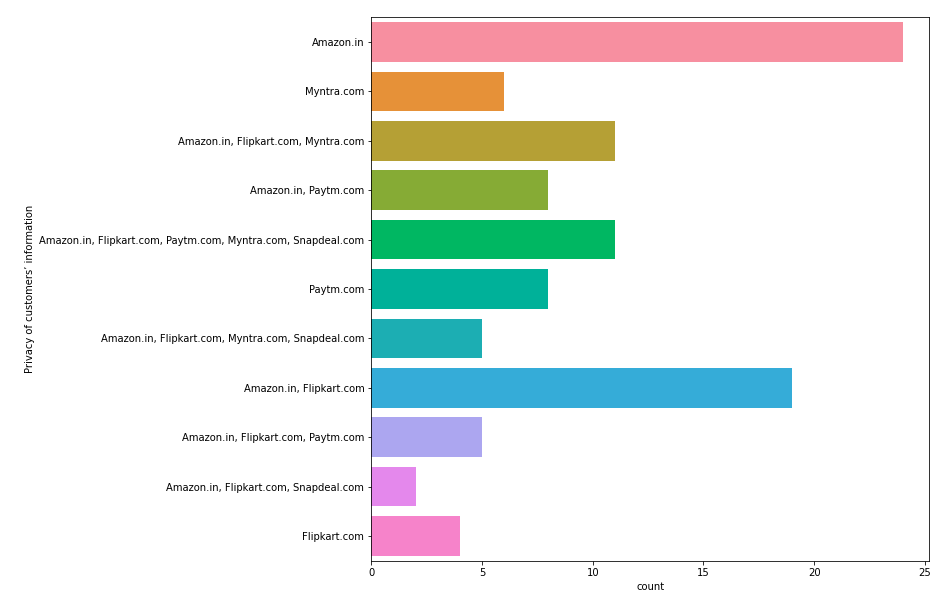 Amazon.in
Myntra.com
Amazon.in, Flipkart.com, Myntra.com
Amazon.in, Paytm.com
Amazon.in, Flipkart.com, Paytm.com, Myntra.com, Snapdeal.com
Paytm.com
Amazon.in, Flipkart.com, Myntra.com, Snapdeal.com
Amazon.in, Flipkart.com
Amazon.in, Flipkart.com, Paytm.com
Amazon.in, Flipkart.com, Snapdeal.com
Flipkart.com
Privacy of customers’ information
0 5 10 15 20 25
count